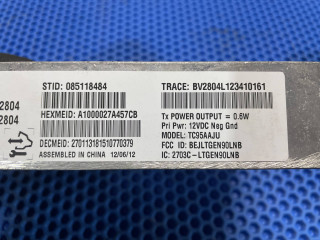 STID: 085118484
TRACE: BV2804L123410161
2804
2804
HEXMEID: A1000027A457CB
DECMEID: 270113181510770379
ASSEMBLED IN CHINA 12/06/12
Tx POWER OUTPUT = 0.6W
Pri Pwr: 12VDC Neg Gnd
MODEL: TC95AAJU
FCC ID: BEJLTGEN90LNB
IC: 2703C-LTGEN90LNB